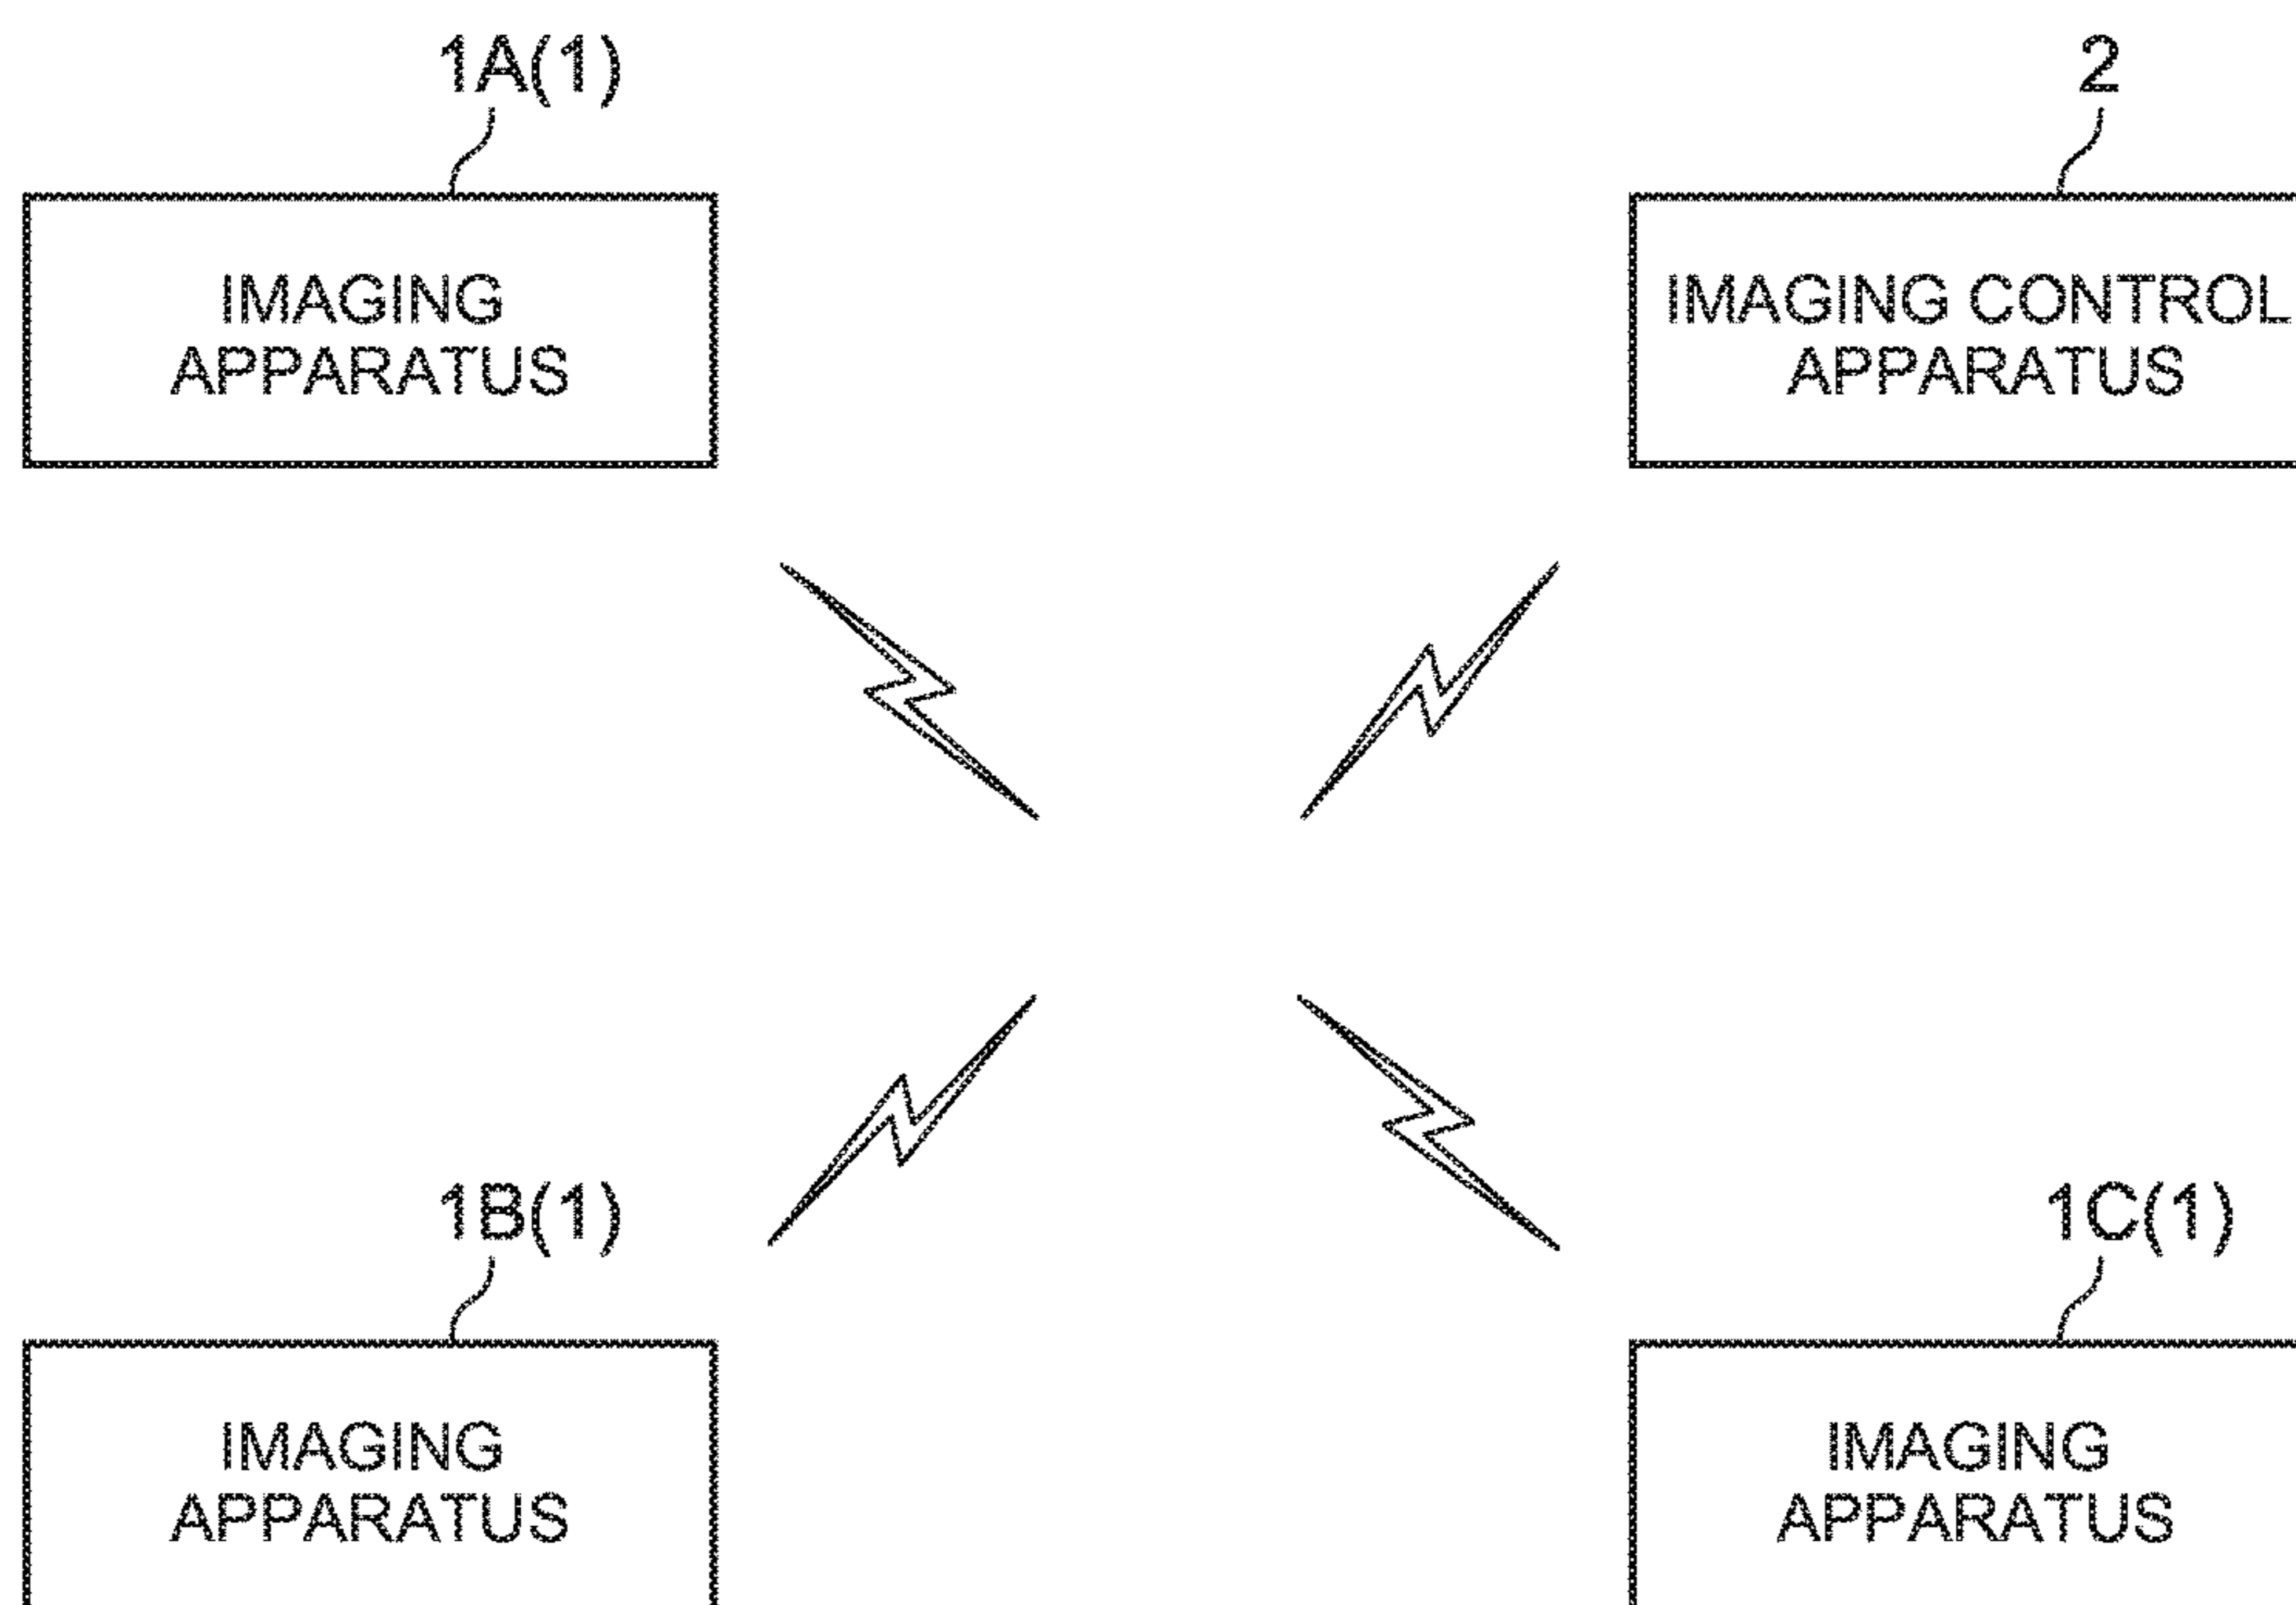 1A(1)
2
IMAGING
APPARATUS
IMAGING CONTROL
APPARATUS
1B(1)
1C(1)
IMAGING
APPARATUS
IMAGING
APPARATUS